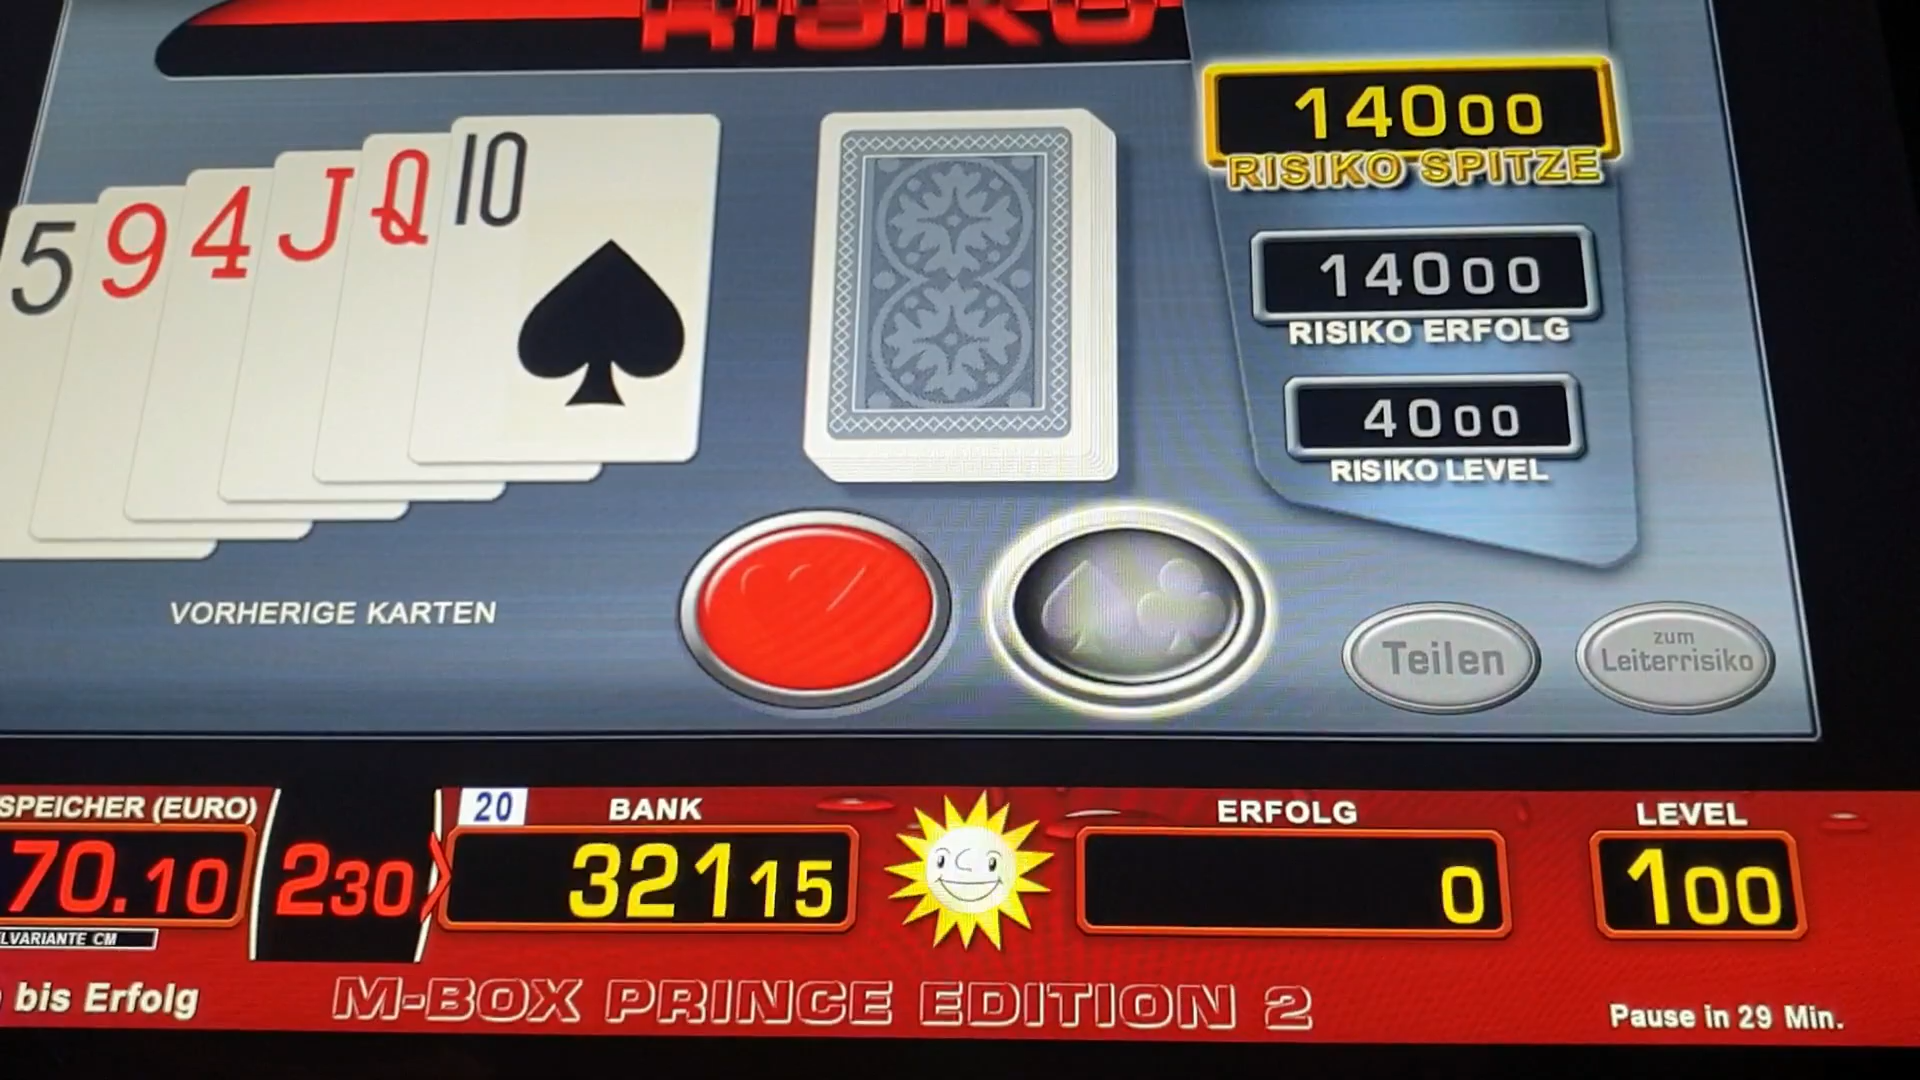 RISIKO
14000
RISIKO SPITZE
5 9 4 J Q 10
14000
RISIKO ERFOLG
4000
RISIKO LEVEL
VORHERIGE KARTEN
Teilen
zum
Leiterrisiko
SPEICHER (EURO)
70.10
230
20
BANK
32115
ERFOLG
0
LEVEL
100
LVARIANTE CM
bis Erfolg
M-BOX PRINCE EDITION 2
Pause in 29 Min.